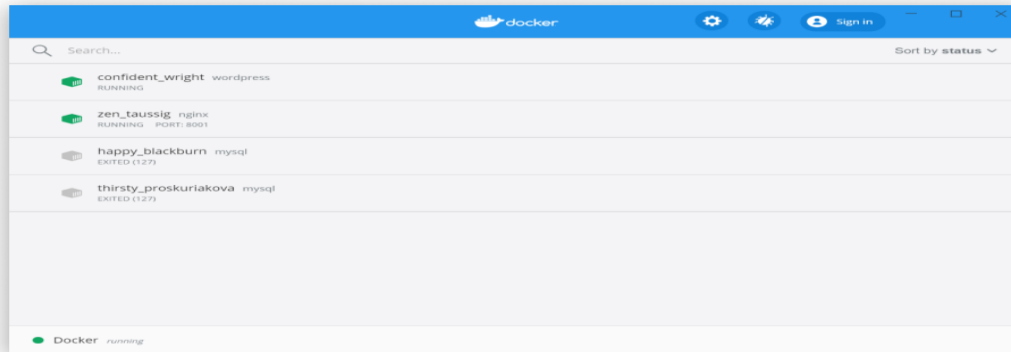 docker
Sign in
Search...
Sort by status
confident_wright wordpress
RUNNING
zen_taussig nginx
RUNNING PORT: 8001
happy_blackburn mysql
EXITED (127)
thirsty_proskuriakova mysql
EXITED (127)
Docker running